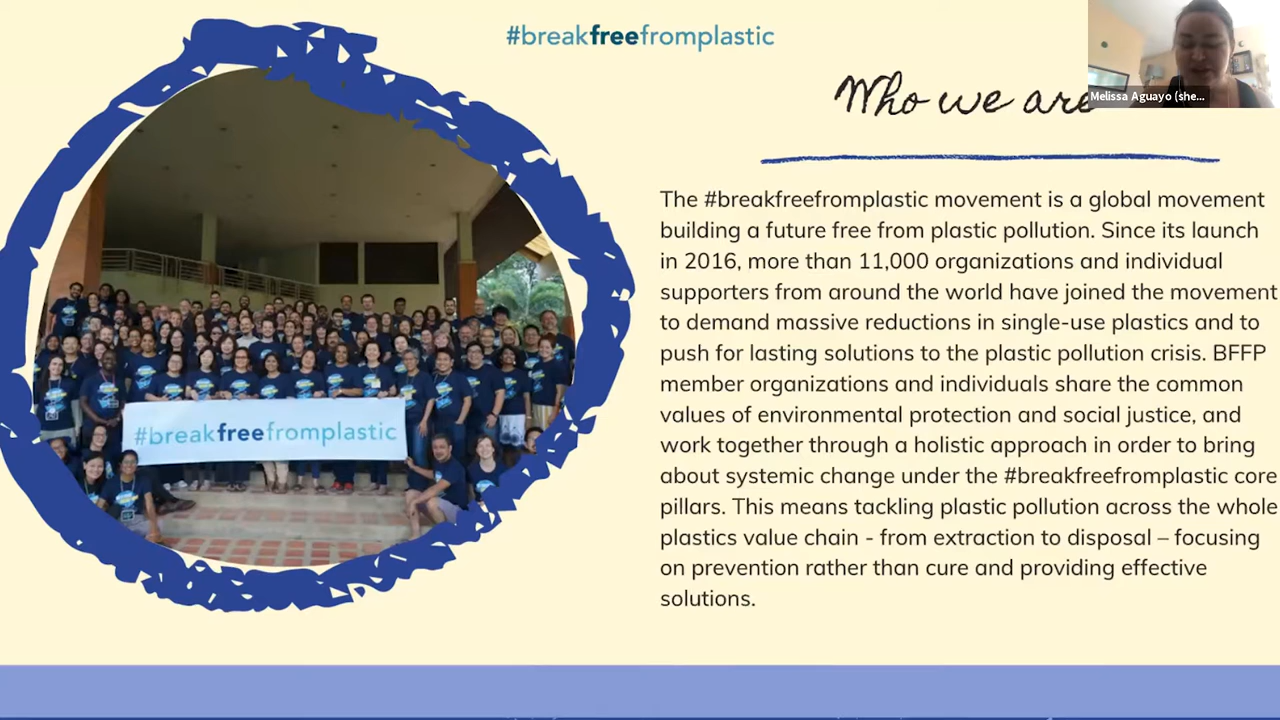 #breakfreefromplastic
Who we are
Melissa Aguayo (she...
The #breakfreefromplastic movement is a global movement
building a future free from plastic pollution. Since its launch
in 2016, more than 11,000 organizations and individual
supporters from around the world have joined the movement
to demand massive reductions in single-use plastics and to
push for lasting solutions to the plastic pollution crisis. BFFP
member organizations and individuals share the common
values of environmental protection and social justice, and
work together through a holistic approach in order to bring
about systemic change under the #breakfreefromplastic core
pillars. This means tackling plastic pollution across the whole
plastics value chain - from extraction to disposal – focusing
on prevention rather than cure and providing effective
solutions.
#breakfreefromplastic